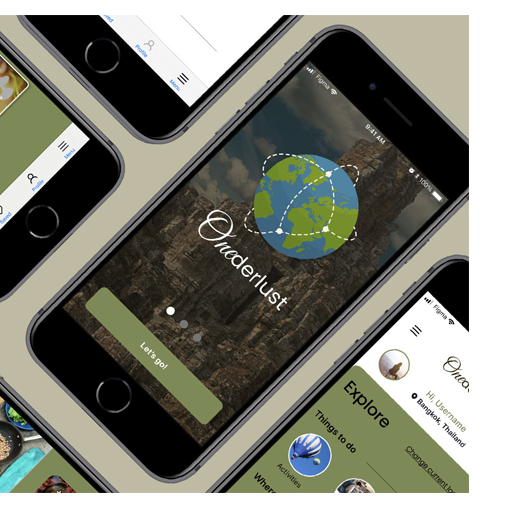 Profile
Menu
Menu
Profile
Figma
9:41 AM
100%
Onederlust
Let's go!
Figma
Hi, Username
Bangkok, Thailand
Explore
Things to do
Activities
Change current lo
Where